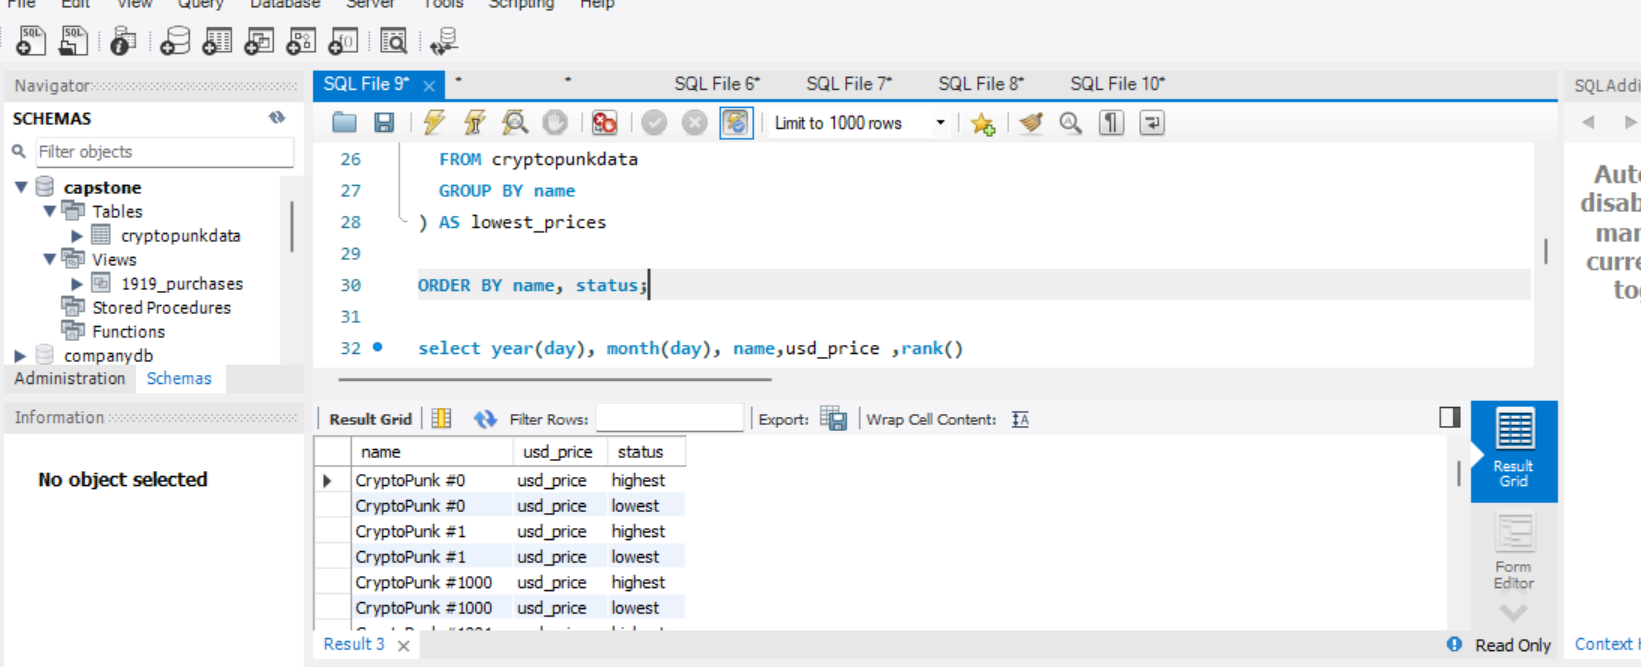 File Edit View Query Database Server Tools Scripting Help
SQL SQL
Navigator
SCHEMAS
Filter objects
capstone
Tables
cryptopunkdata
Views
1919_purchases
Stored Procedures
Functions
companydb
Administration Schemas
Information
No object selected
SQL File 9* × * * SQL File 6* SQL File 7* SQL File 8* SQL File 10*
Limit to 1000 rows
26 FROM cryptopunkdata
27 GROUP BY name
28 ) AS lowest_prices
29
30 ORDER BY name, status;
31
32 select year(day), month(day), name,usd_price ,rank()
Result Grid Filter Rows: Export: Wrap Cell Content:
name usd_price status
CryptoPunk #0 usd_price highest
CryptoPunk #0 usd_price lowest
CryptoPunk #1 usd_price highest
CryptoPunk #1 usd_price lowest
CryptoPunk #1000 usd_price highest
CryptoPunk #1000 usd_price lowest
Result 3 ×
Result
Grid
Form
Editor
Read Only
SQLAddi
Auto
disab
man
curre
tog
Context